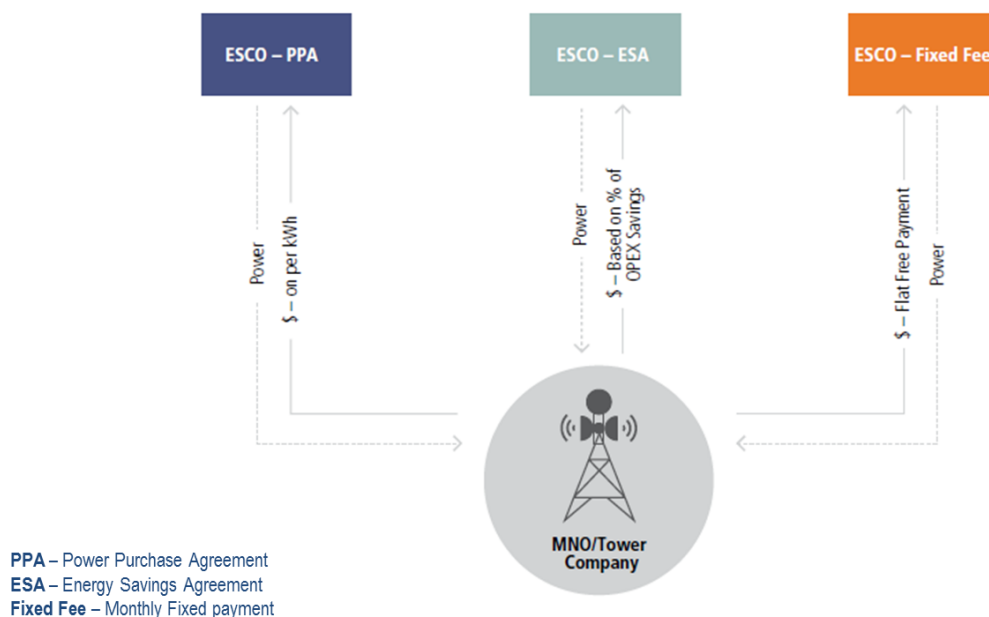 ESCO – PPA
ESCO – ESA
ESCO – Fixed Fee
Power
$ – on per kWh
Power
$ – Based on % of
OPEX Savings
$ – Flat Free Payment
Power
MNO/Tower
Company
PPA – Power Purchase Agreement
ESA – Energy Savings Agreement
Fixed Fee – Monthly Fixed payment